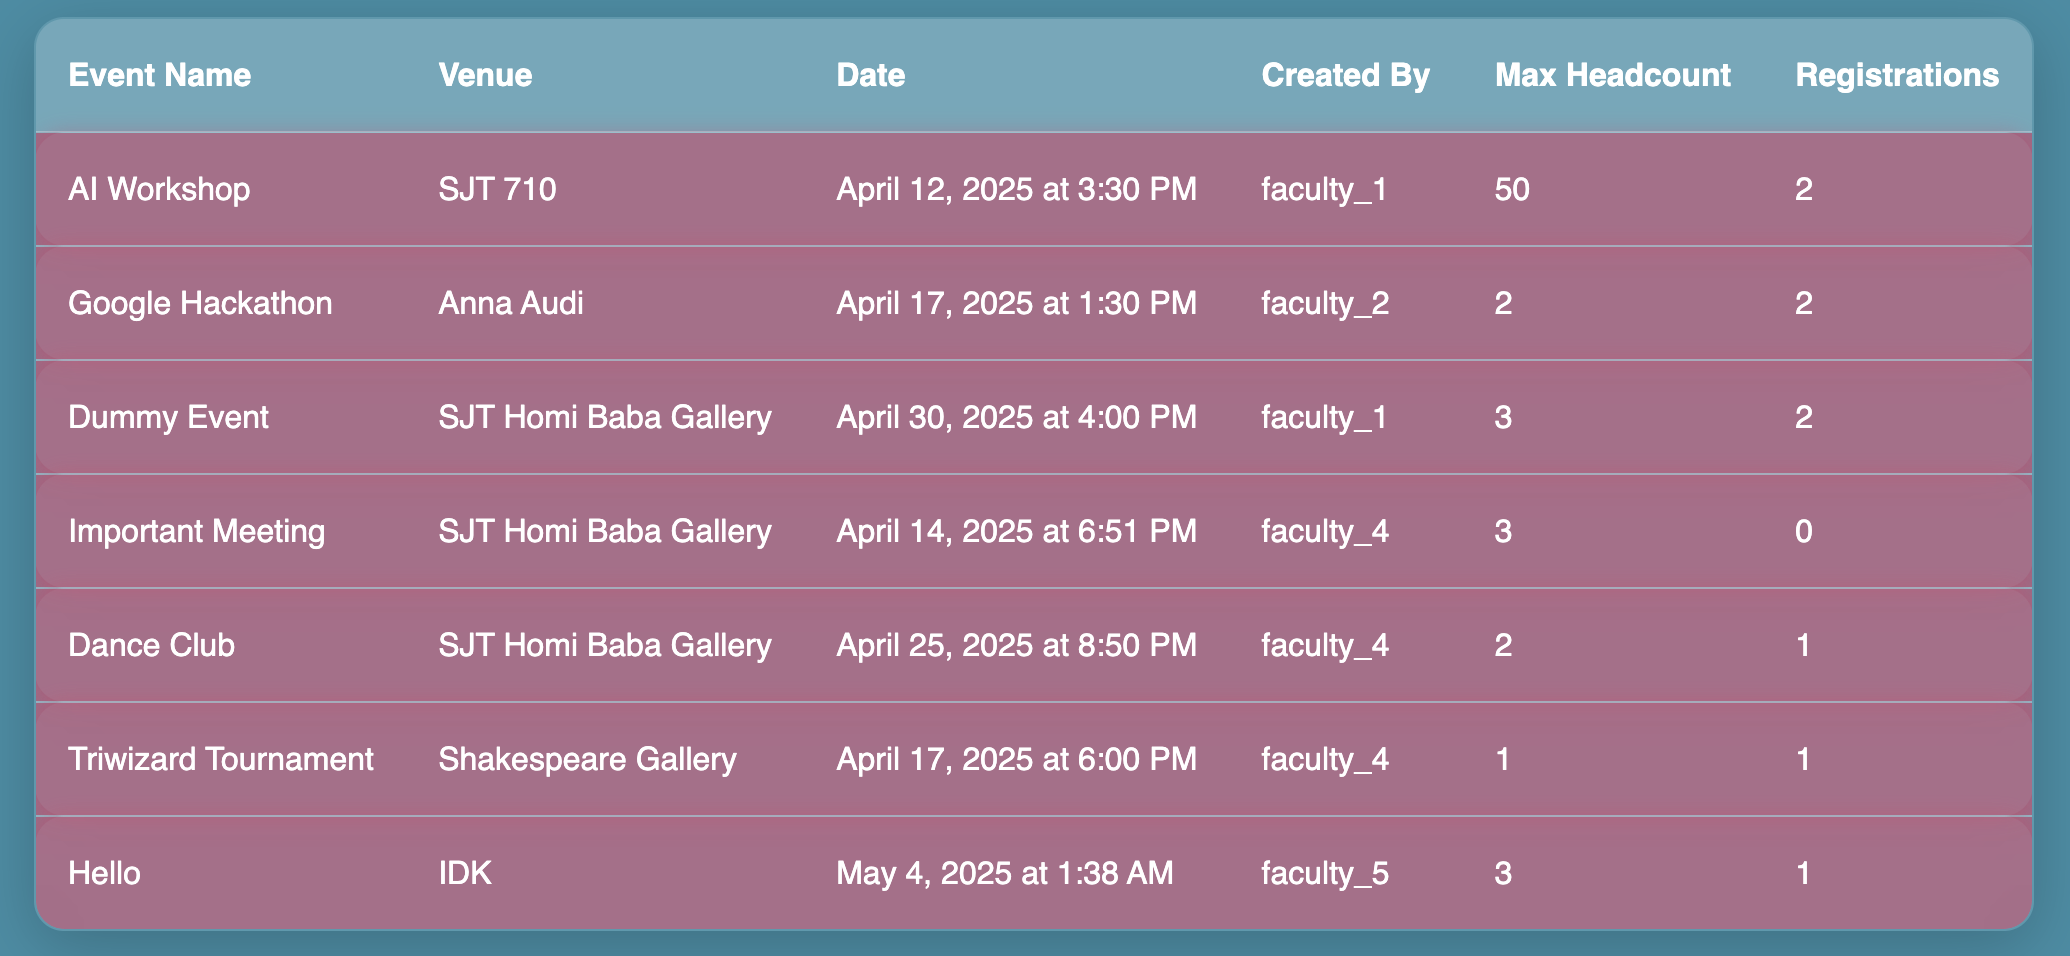 Event Name Venue Date Created By Max Headcount Registrations
AI Workshop SJT 710 April 12, 2025 at 3:30 PM faculty_1 50 2
Google Hackathon Anna Audi April 17, 2025 at 1:30 PM faculty_2 2 2
Dummy Event SJT Homi Baba Gallery April 30, 2025 at 4:00 PM faculty_1 3 2
Important Meeting SJT Homi Baba Gallery April 14, 2025 at 6:51 PM faculty_4 3 0
Dance Club SJT Homi Baba Gallery April 25, 2025 at 8:50 PM faculty_4 2 1
Triwizard Tournament Shakespeare Gallery April 17, 2025 at 6:00 PM faculty_4 1 1
Hello IDK May 4, 2025 at 1:38 AM faculty_5 3 1